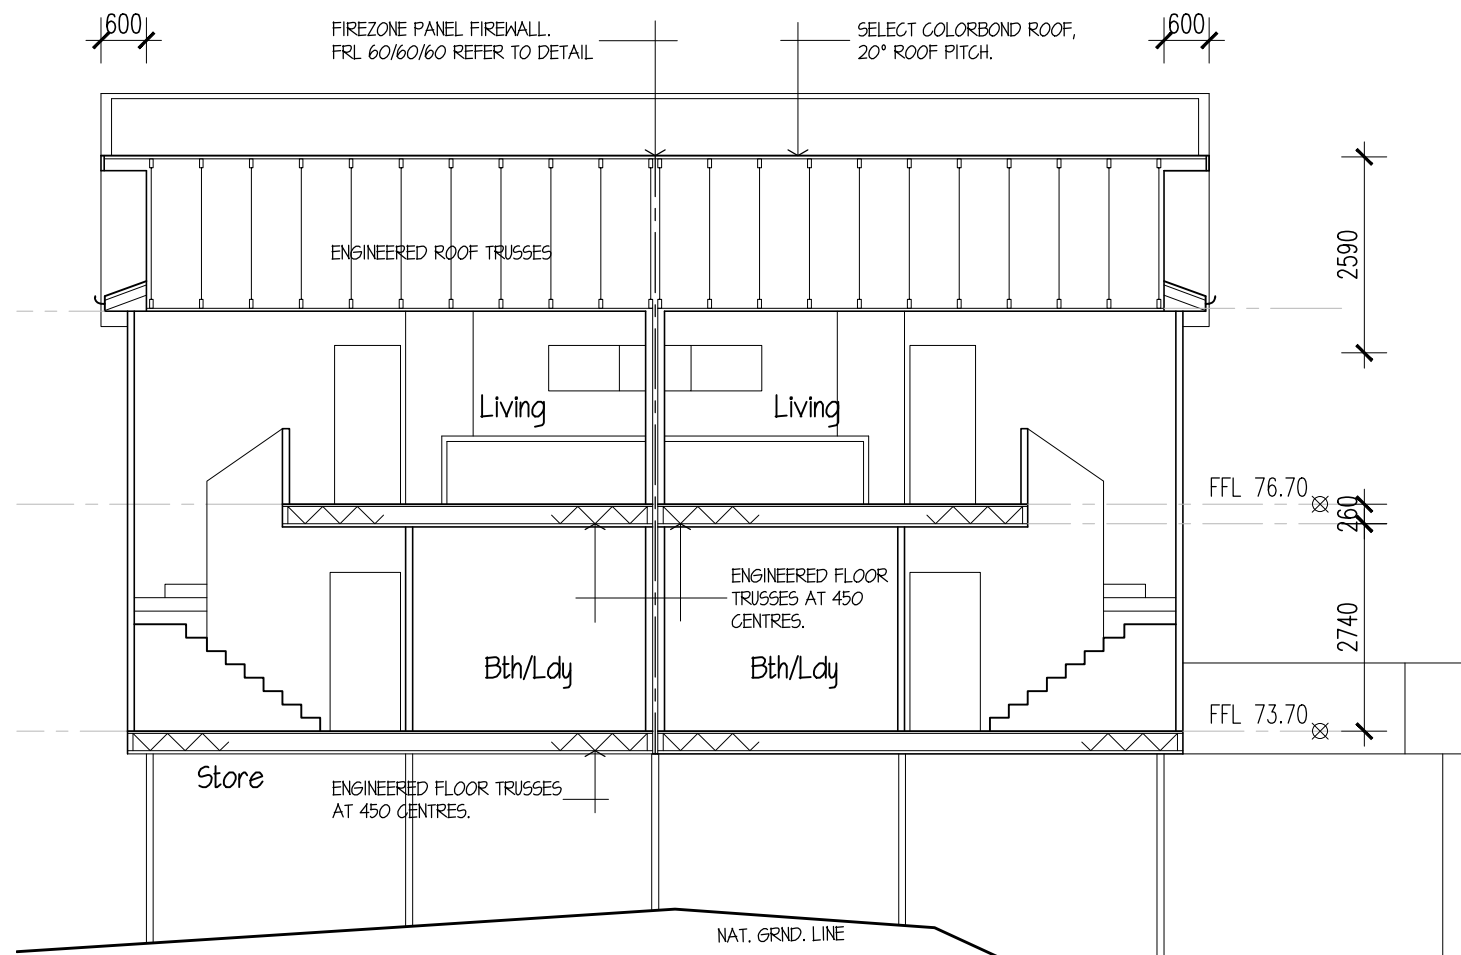 600
FIREZONE PANEL FIREWALL.
FRL 60/60/60 REFER TO DETAIL
SELECT COLORBOND ROOF,
20° ROOF PITCH.
600
ENGINEERED ROOF TRUSSES
2590
Living
Living
FFL 76.70
260
ENGINEERED FLOOR
TRUSSES AT 450
CENTRES.
2740
Bth/Ldy
Bth/Ldy
FFL 73.70
Store
ENGINEERED FLOOR TRUSSES
AT 450 CENTRES.
NAT. GRND. LINE